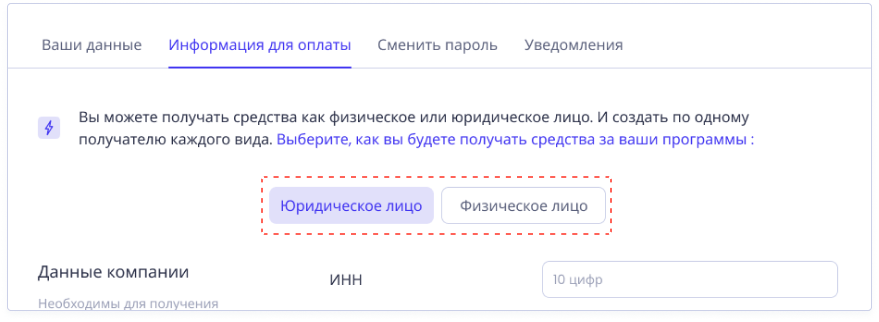 Ваши данные Информация для оплаты Сменить пароль Уведомления
Вы можете получать средства как физическое или юридическое лицо. И создать по одному
получателю каждого вида. Выберите, как вы будете получать средства за ваши программы :
Юридическое лицо Физическое лицо
Данные компании ИНН 10 цифр
Необходимы для получения